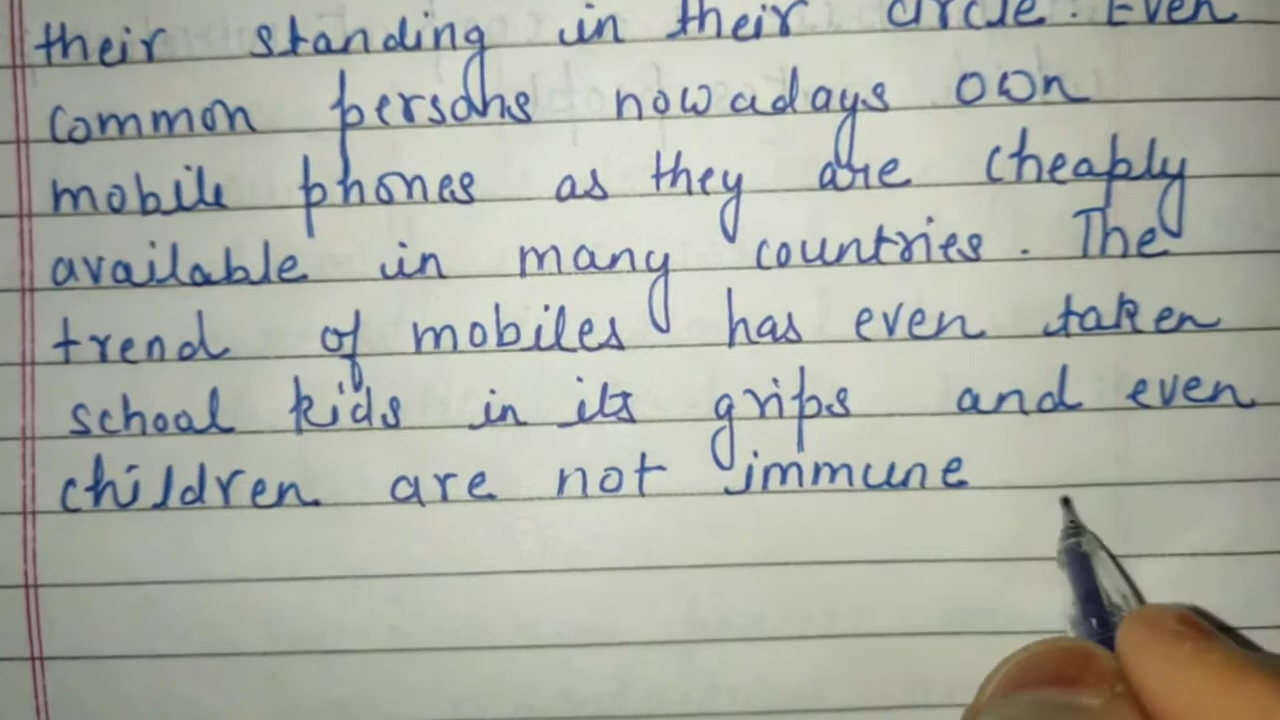 their standing in their circle. Even
common persons nowadays own
mobile phones as they are cheaply
available in many countries. The
trend of mobiles has even taken
school kids in its grips and even
children are not immune